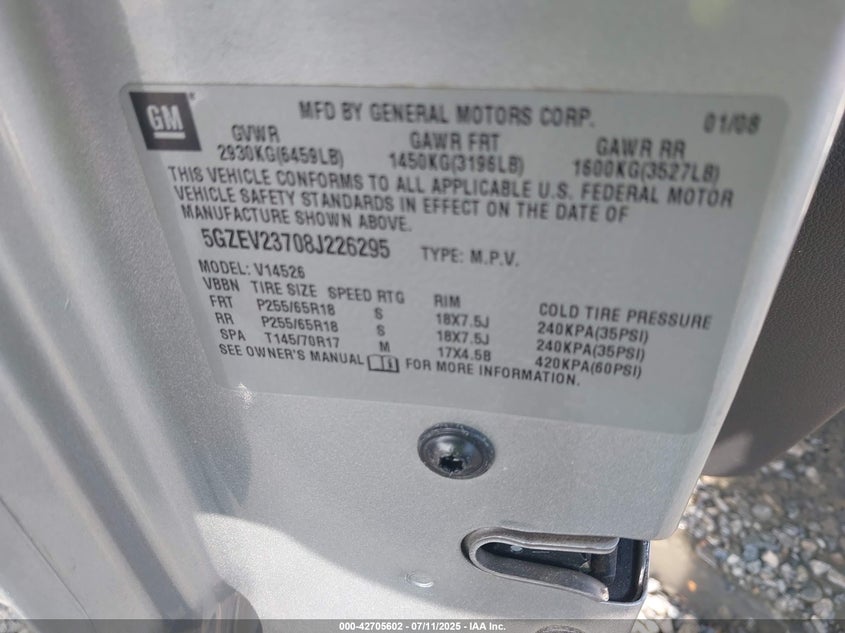 GM MFD BY GENERAL MOTORS CORP. 01/08
GVWR GAWR FRT GAWR RR
2930KG(6459LB) 1450KG(3196LB) 1600KG(3527LB)
THIS VEHICLE CONFORMS TO ALL APPLICABLE U.S. FEDERAL MOTOR
VEHICLE SAFETY STANDARDS IN EFFECT ON THE DATE OF
MANUFACTURE SHOWN ABOVE.
5GZEV23708J226295 TYPE: M.P.V.
MODEL: V14526
VBBN TIRE SIZE SPEED RTG RIM COLD TIRE PRESSURE
FRT P255/65R18 S 18X7.5J 240KPA(35PSI)
RR P255/65R18 S 18X7.5J 240KPA(35PSI)
SPA T145/70R17 M 17X4.5B 420KPA(60PSI)
SEE OWNER'S MANUAL FOR MORE INFORMATION.
000-42705602 - 07/11/2025 - IAA Inc.